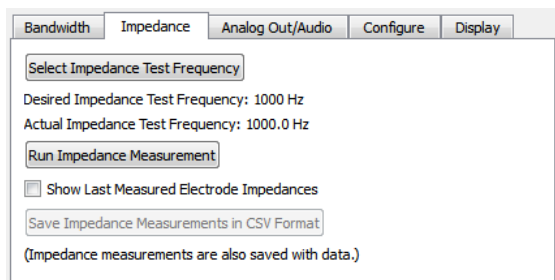 Bandwidth Impedance Analog Out/Audio Configure Display
Select Impedance Test Frequency
Desired Impedance Test Frequency: 1000 Hz
Actual Impedance Test Frequency: 1000.0 Hz
Run Impedance Measurement
Show Last Measured Electrode Impedances
Save Impedance Measurements in CSV Format
(Impedance measurements are also saved with data.)